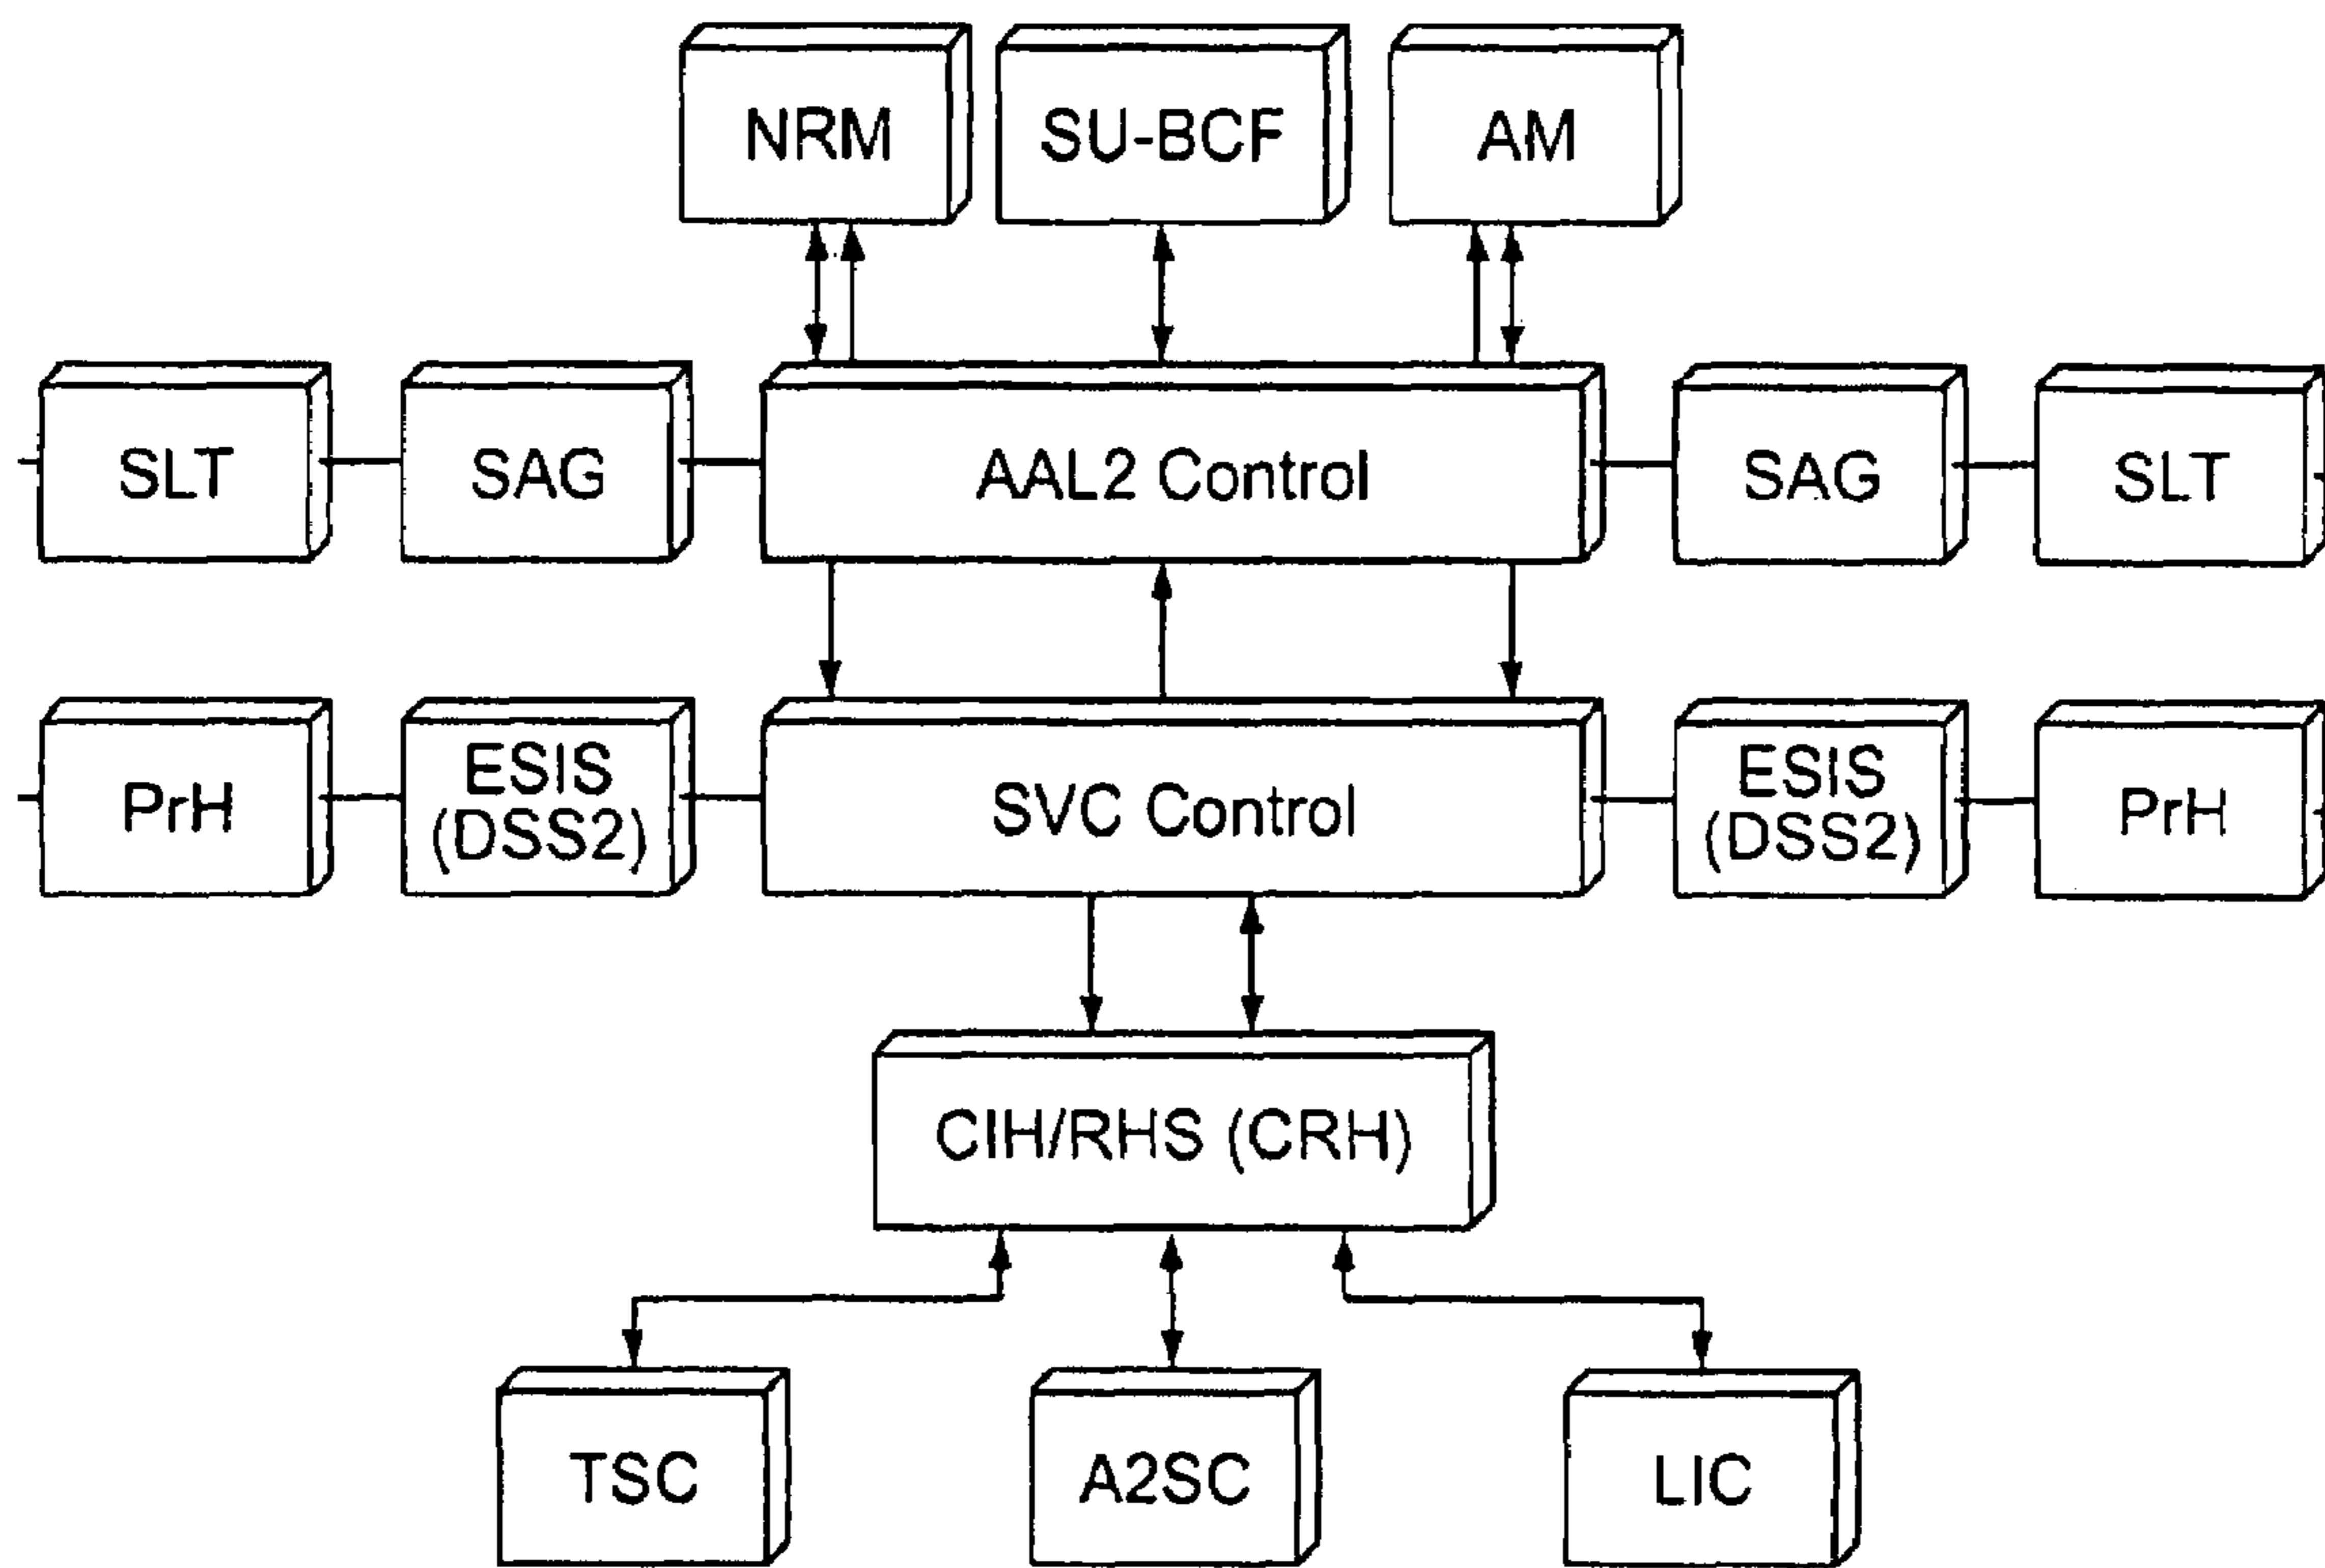 NRM
SU-BCF
AM
SLT
SAG
AAL2 Control
SAG
SLT
PrH
ESIS
(DSS2)
SVC Control
ESIS
(DSS2)
PrH
CIH/RHS (CRH)
TSC
A2SC
LIC